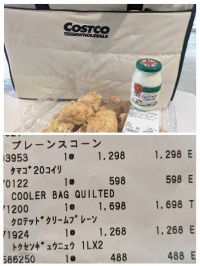 COSTCO
WHOLESALE
プレーンスコーン
03953 1@ 1,298 1,298 E
タマゴ20コイリ
70122 1@ 598 598 E
COOLER BAG QUILTED
71200 1@ 1,698 1,698 T
クロテッドクリームプレーン
71924 1@ 1,268 1,268 E
トクセンギュウニュウ 1LX2
586250 1@ 488 488 E